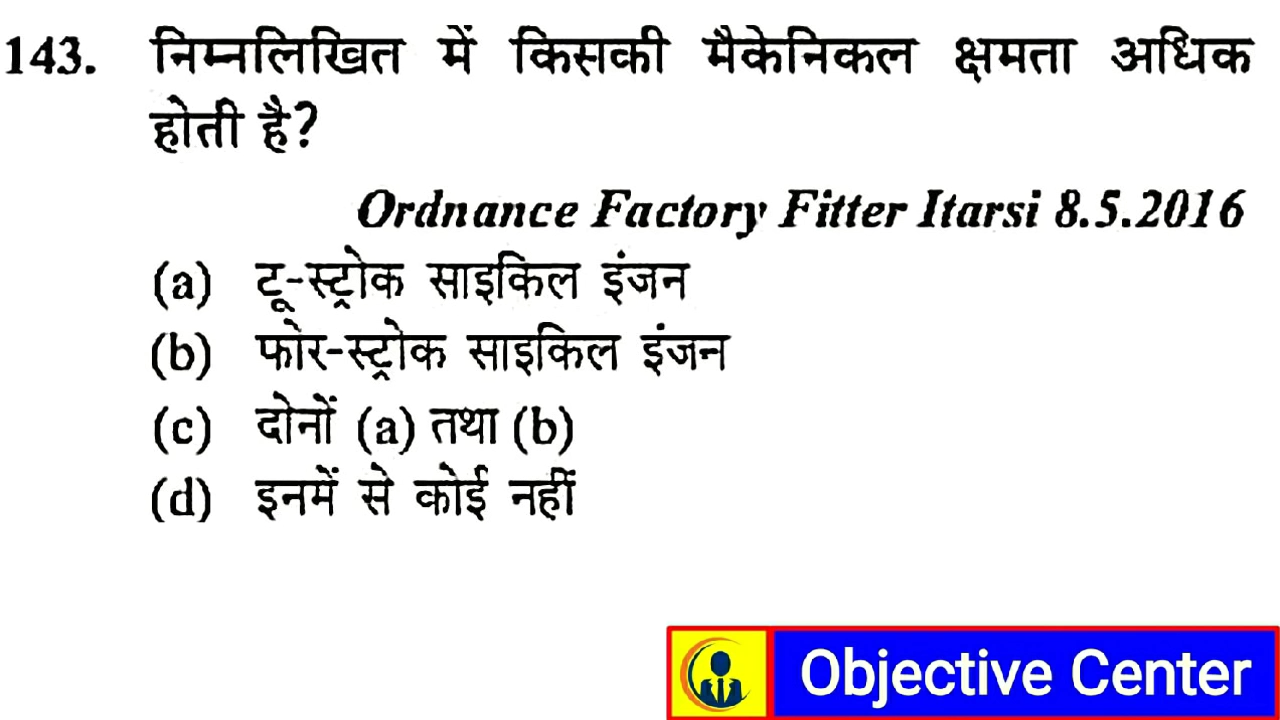 143. निम्नलिखित में किसकी मैकेनिकल क्षमता अधिक
होती है?
Ordnance Factory Fitter Itarsi 8.5.2016
(a) टू-स्ट्रोक साइकिल इंजन
(b) फोर-स्ट्रोक साइकिल इंजन
(c) दोनों (a) तथा (b)
(d) इनमें से कोई नहीं
Objective Center